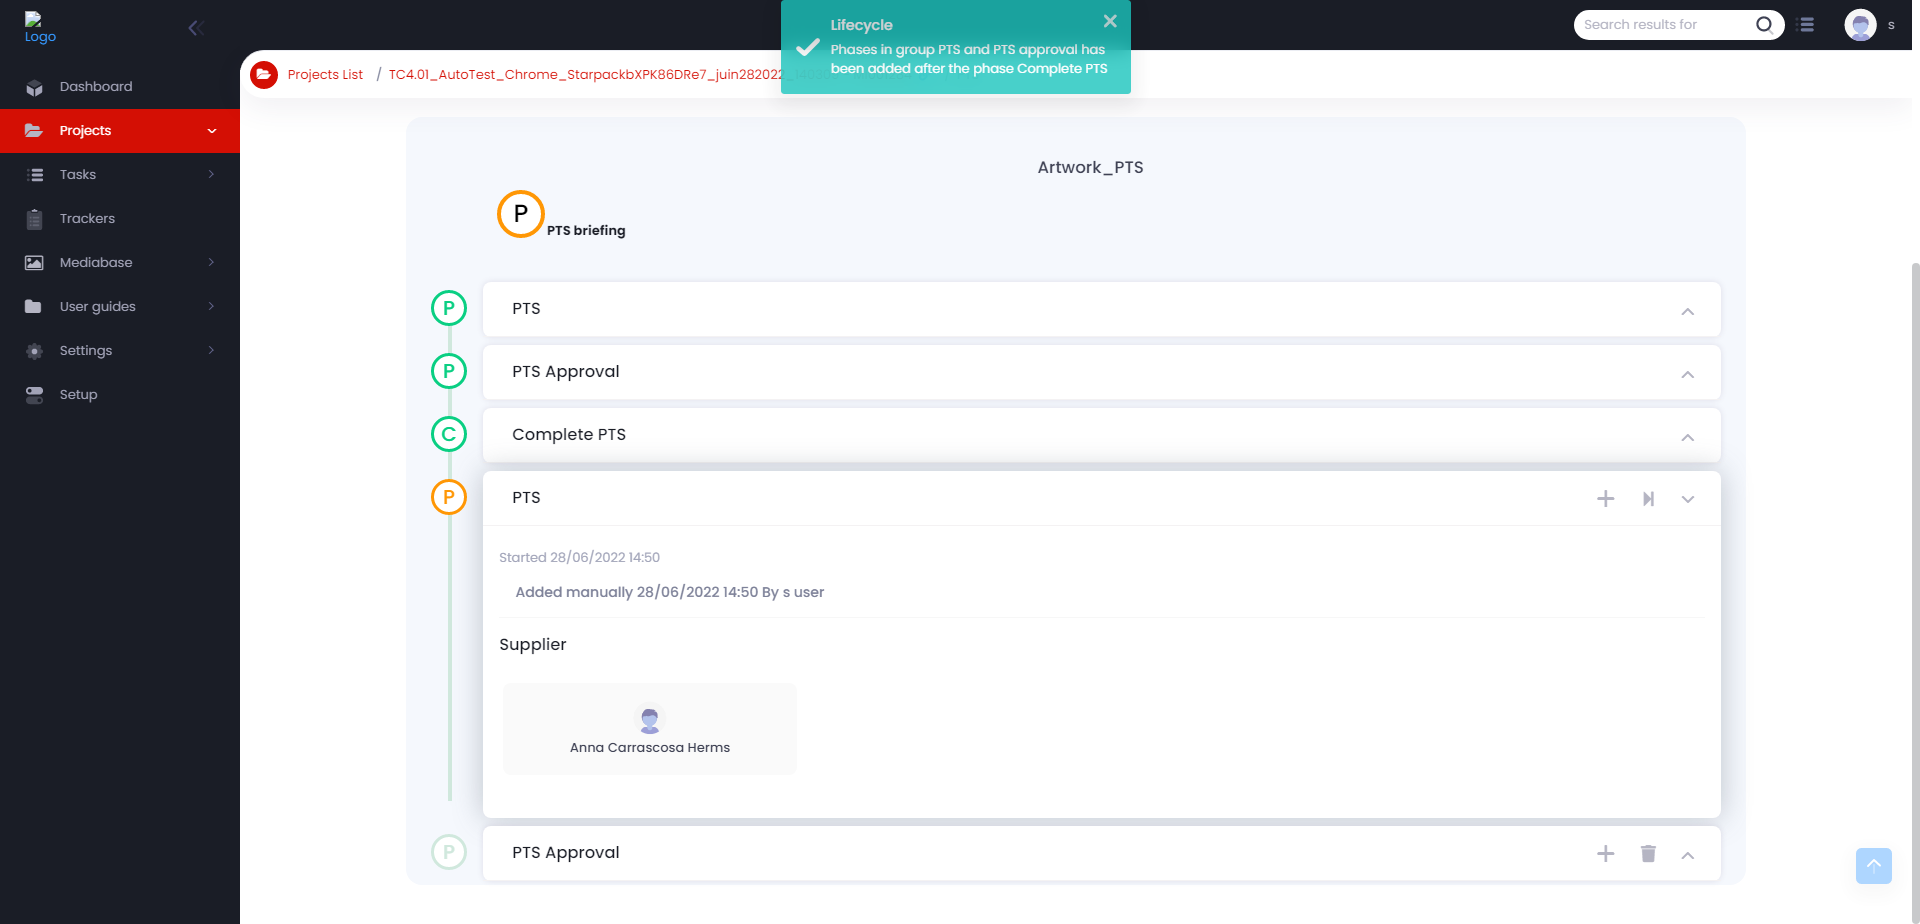 Logo
Lifecycle
Phases in group PTS and PTS approval has
been added after the phase Complete PTS
Search results for
s
Projects List / TC4.01_AutoTest_Chrome_StarpackbXPK86DRe7_juin282022
Dashboard
Projects
Tasks
Trackers
Mediabase
User guides
Settings
Setup
Artwork_PTS
P
PTS briefing
P
PTS
P
PTS Approval
C
Complete PTS
P
PTS
Started 28/06/2022 14:50
Added manually 28/06/2022 14:50 By s user
Supplier
Anna Carrascosa Herms
P
PTS Approval